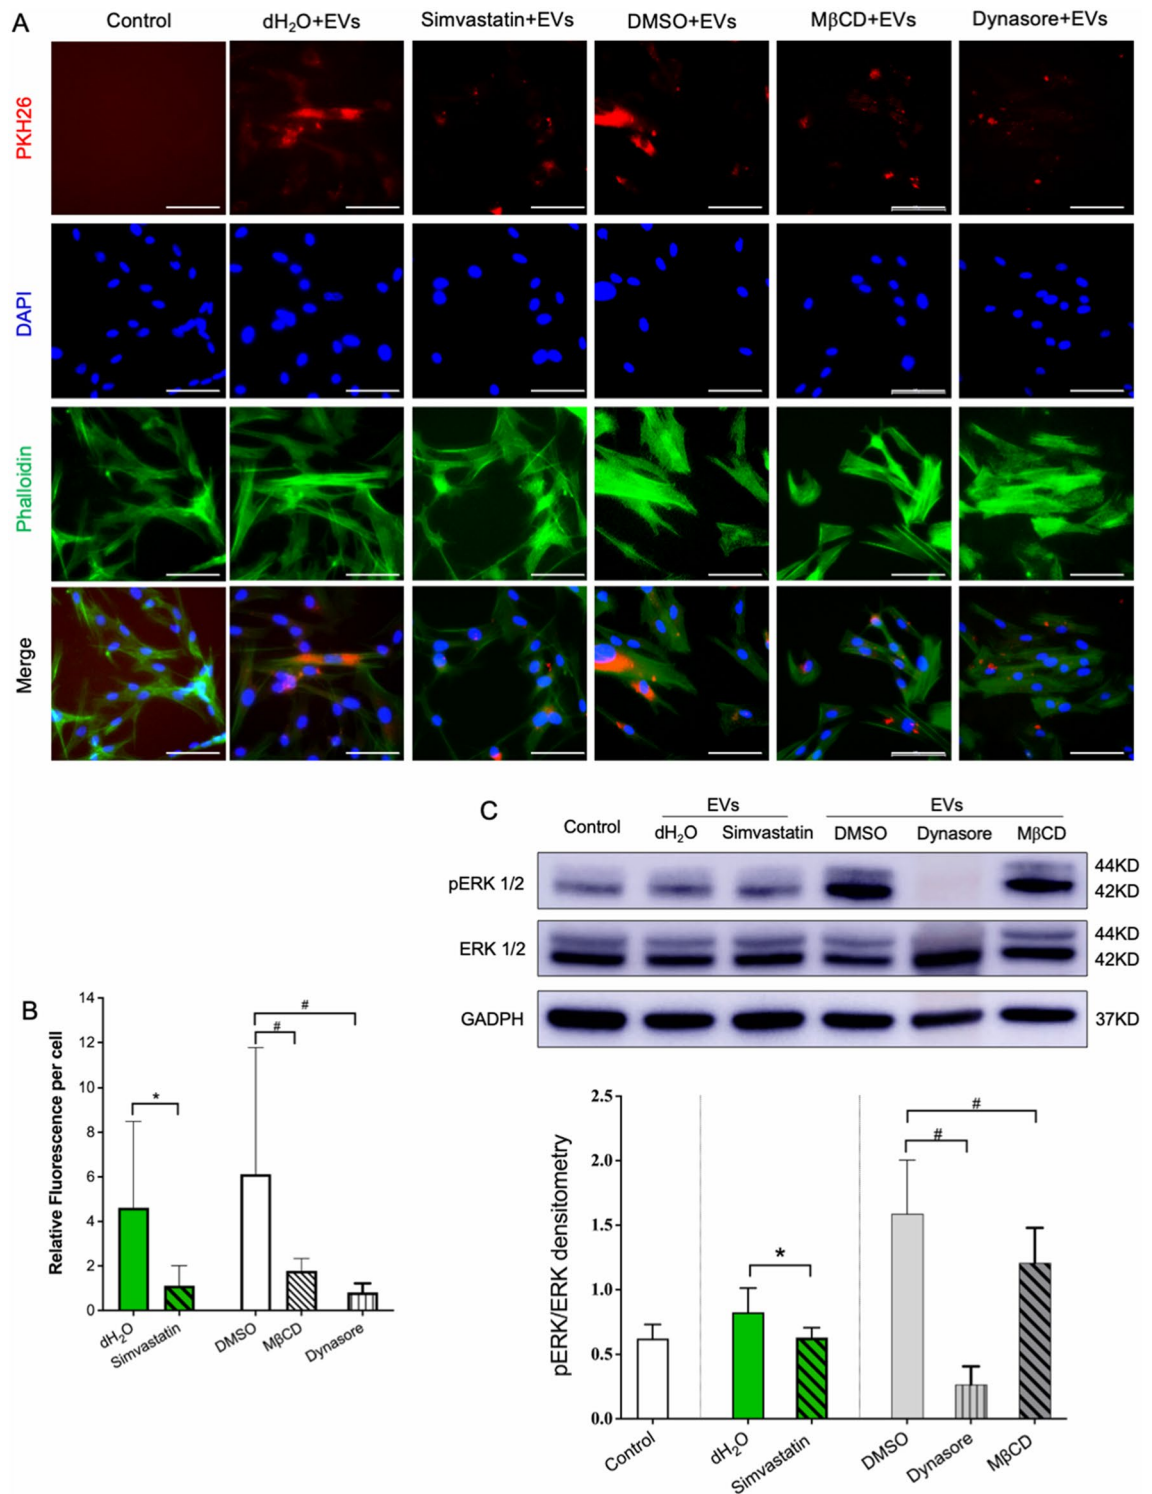 A
Control
dH2O+EVs
Simvastatin+EVs
DMSO+EVs
MβCD+EVs
Dynasore+EVs
PKH26
DAPI
Phalloidin
Merge
C
EVs
EVs
Control
dH2O
Simvastatin
DMSO
Dynasore
MβCD
pERK 1/2
44KD
42KD
ERK 1/2
44KD
42KD
GADPH
37KD
B
Relative Fluorescence per cell
14
12
10
8
6
4
2
0
*
#
#
dH2O
Simvastatin
DMSO
MβCD
Dynasore
pERK/ERK densitometry
2.5
2.0
1.5
1.0
0.5
0.0
*
#
#
Control
dH2O
Simvastatin
DMSO
Dynasore
MβCD